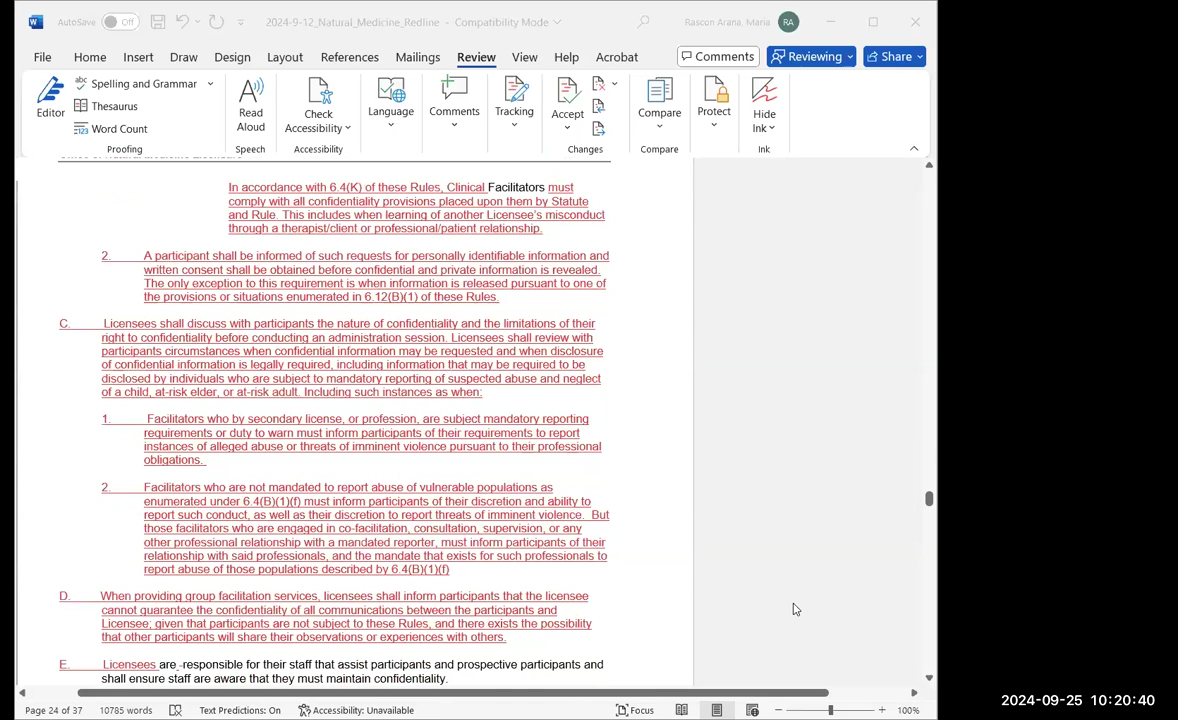 AutoSave Off 2024-9-12_Natural_Medicine_Redline - Compatibility Mode Rascon Arana, Maria RA
File Home Insert Draw Design Layout References Mailings Review View Help Acrobat Comments Reviewing Share
Editor
Spelling and Grammar
Thesaurus
Word Count
Proofing
Read Aloud
Speech
Check Accessibility
Accessibility
Language
Comments
Tracking
Accept
Changes
Compare
Compare
Protect
Hide Ink
Ink
In accordance with 6.4(K) of these Rules, Clinical Facilitators must
comply with all confidentiality provisions placed upon them by Statute
and Rule. This includes when learning of another Licensee's misconduct
through a therapist/client or professional/patient relationship.
2. A participant shall be informed of such requests for personally identifiable information and
written consent shall be obtained before confidential and private information is revealed.
The only exception to this requirement is when information is released pursuant to one of
the provisions or situations enumerated in 6.12(B)(1) of these Rules.
C. Licensees shall discuss with participants the nature of confidentiality and the limitations of their
right to confidentiality before conducting an administration session. Licensees shall review with
participants circumstances when confidential information may be requested and when disclosure
of confidential information is legally required, including information that may be required to be
disclosed by individuals who are subject to mandatory reporting of suspected abuse and neglect
of a child, at-risk elder, or at-risk adult. Including such instances as when:
1. Facilitators who by secondary license, or profession, are subject mandatory reporting
requirements or duty to warn must inform participants of their requirements to report
instances of alleged abuse or threats of imminent violence pursuant to their professional
obligations.
2. Facilitators who are not mandated to report abuse of vulnerable populations as
enumerated under 6.4(B)(1)(f) must inform participants of their discretion and ability to
report such conduct, as well as their discretion to report threats of imminent violence. But
those facilitators who are engaged in co-facilitation, consultation, supervision, or any
other professional relationship with a mandated reporter, must inform participants of their
relationship with said professionals, and the mandate that exists for such professionals to
report abuse of those populations described by 6.4(B)(1)(f)
D. When providing group facilitation services, licensees shall inform participants that the licensee
cannot guarantee the confidentiality of all communications between the participants and
Licensee; given that participants are not subject to these Rules, and there exists the possibility
that other participants will share their observations or experiences with others.
E. Licensees are -responsible for their staff that assist participants and prospective participants and
shall ensure staff are aware that they must maintain confidentiality.
Page 24 of 37 10785 words Text Predictions: On Accessibility: Unavailable Focus 100%
2024-09-25 10:20:40